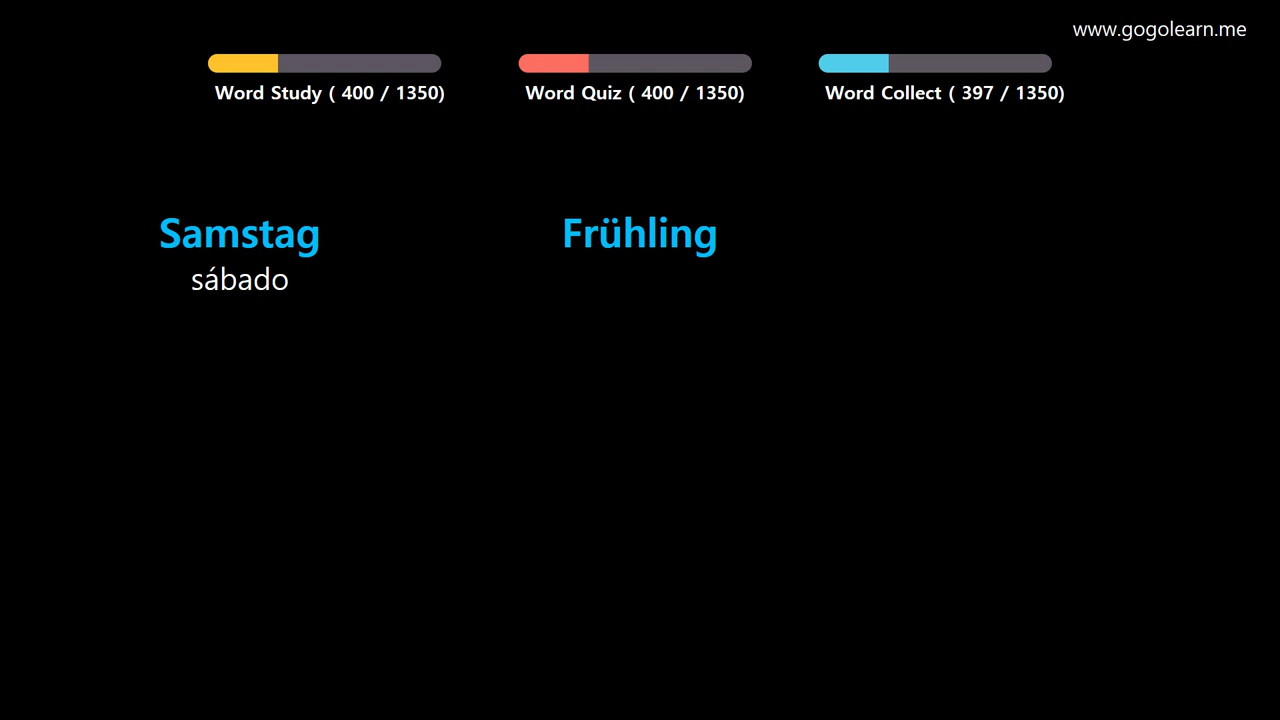 www.gogolearn.me
Word Study ( 400 / 1350)
Word Quiz ( 400 / 1350)
Word Collect ( 397 / 1350)
Samstag
sábado
Frühling